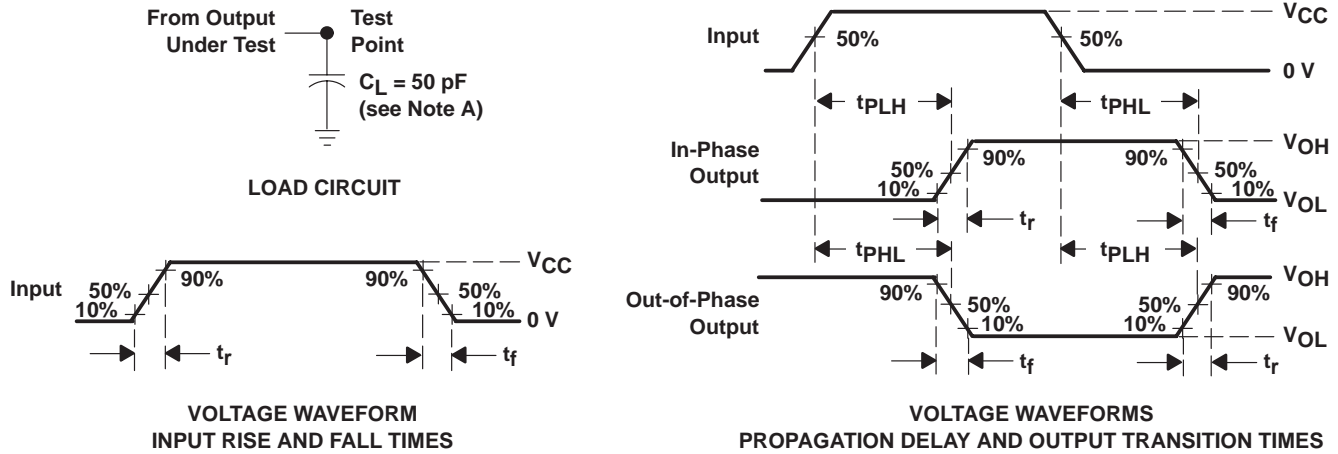 From Output
Under Test
Test
Point
CL = 50 pF
(see Note A)
LOAD CIRCUIT
Input
50%
10%
90%
90%
50%
10%
VCC
0 V
tr
tf
VOLTAGE WAVEFORM
INPUT RISE AND FALL TIMES
Input
50%
50%
VCC
0 V
tPLH
tPHL
In-Phase
Output
50%
10%
90%
90%
50%
10%
VOH
VOL
tr
tf
tPHL
tPLH
Out-of-Phase
Output
90%
50%
10%
50%
10%
90%
VOH
VOL
tf
tr
VOLTAGE WAVEFORMS
PROPAGATION DELAY AND OUTPUT TRANSITION TIMES